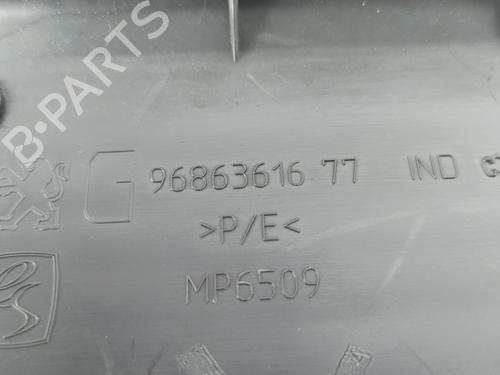 B-PARTS
G 96863616 77 IND
>P/E<
MP6509